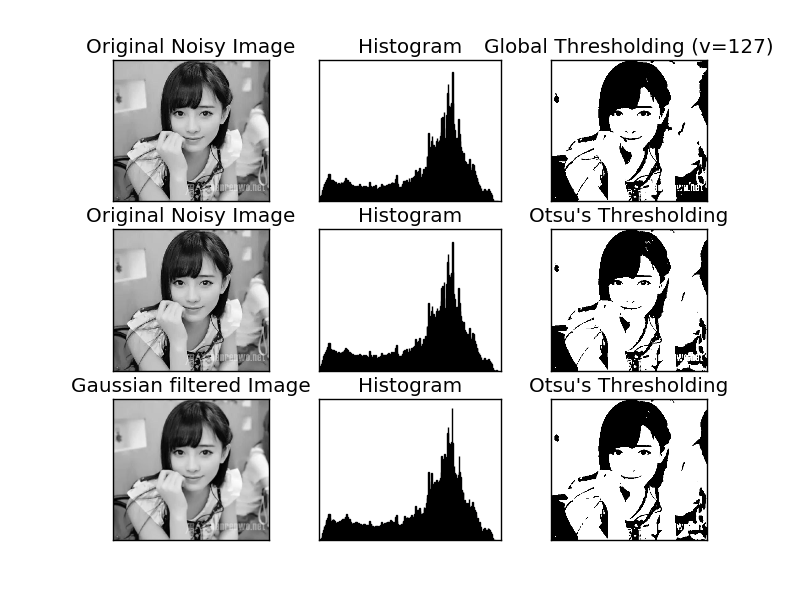 Original Noisy Image
Histogram
Global Thresholding (v=127)
Original Noisy Image
Histogram
Otsu's Thresholding
Gaussian filtered Image
Histogram
Otsu's Thresholding